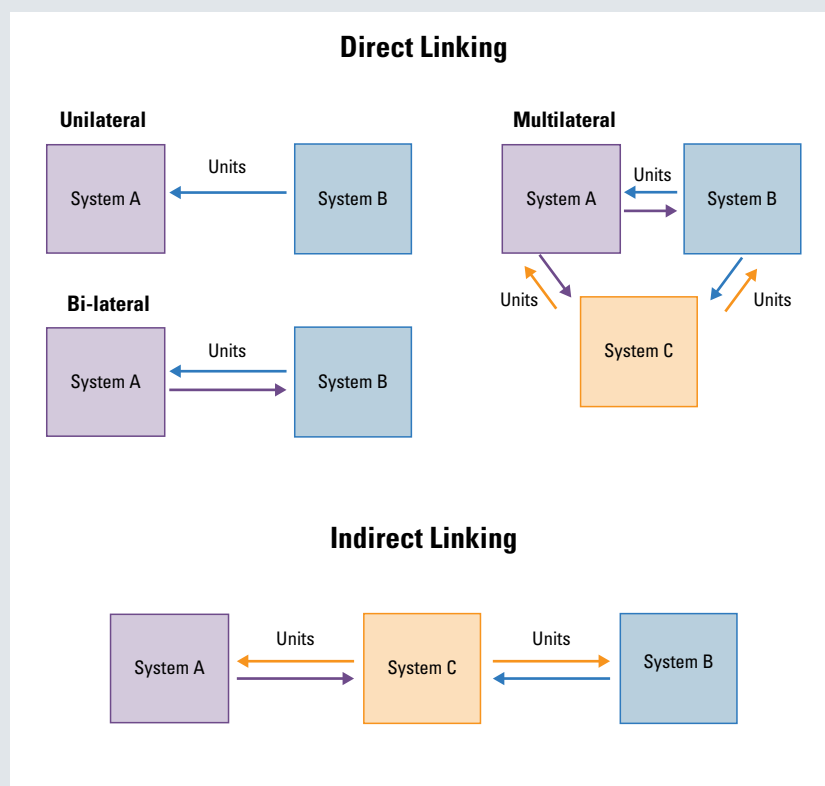 Direct Linking
Unilateral
System A
Units
System B
Bi-lateral
System A
Units
System B
Multilateral
System A
Units
System B
Units
Units
System C
Indirect Linking
System A
Units
System C
Units
System B